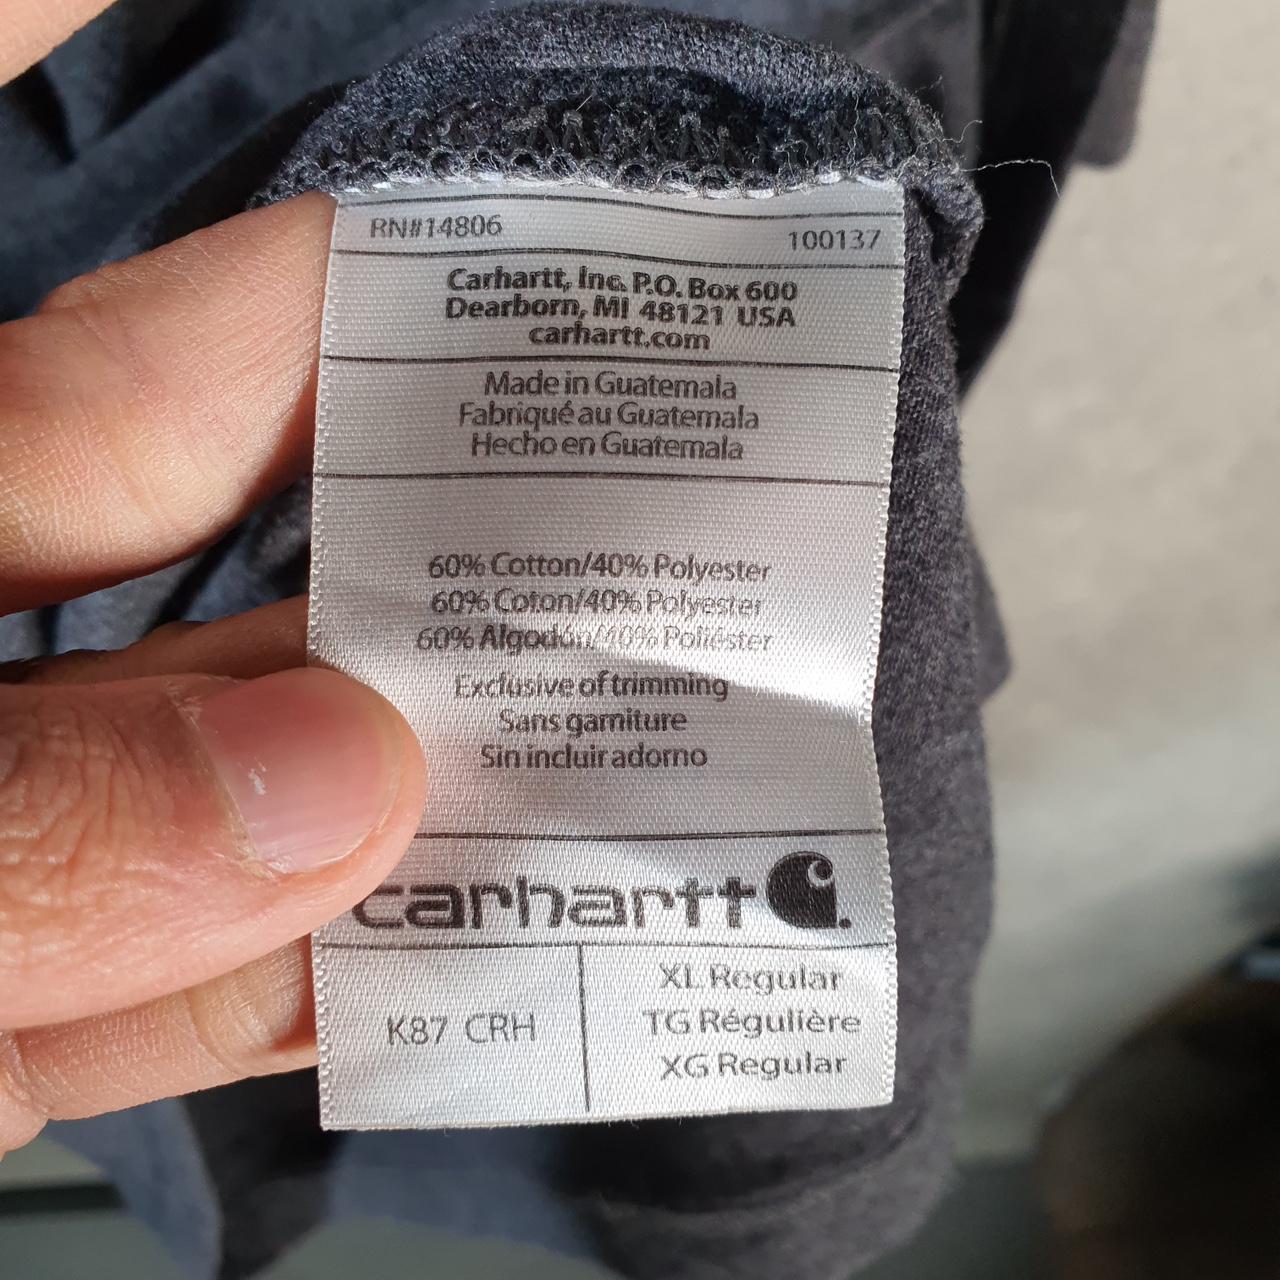 RN#14806
100137
Carhartt, Inc. P.O. Box 600
Dearborn, MI 48121 USA
carhartt.com
Made in Guatemala
Fabriqué au Guatemala
Hecho en Guatemala
60% Cotton/40% Polyester
60% Coton/40% Polyester
60% Algodón/40% Poliéster
Exclusive of trimming
Sans garniture
Sin incluir adorno
carhartt
K87 CRH
XL Regular
TG Régulière
XG Regular